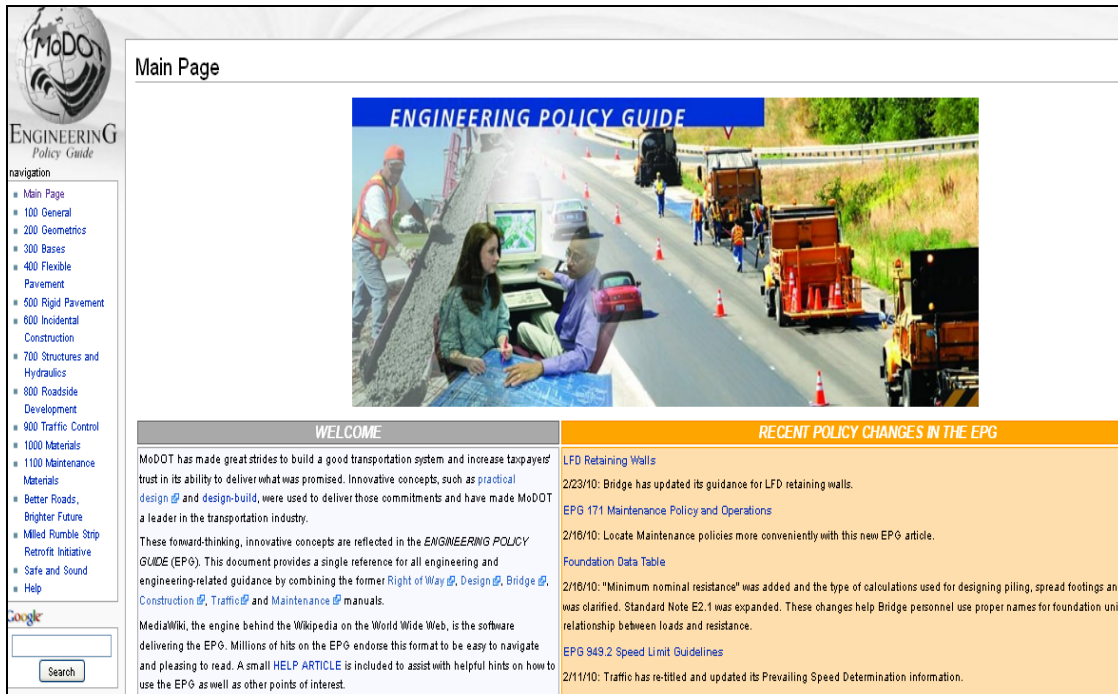 MoDOT
ENGINEERING
Policy Guide
navigation
Main Page
100 General
200 Geometrics
300 Bases
400 Flexible
Pavement
500 Rigid Pavement
600 Incidental
Construction
700 Structures and
Hydraulics
800 Roadside
Development
900 Traffic Control
1000 Materials
1100 Maintenance
Materials
Better Roads,
Brighter Future
Milled Rumble Strip
Retrofit Initiative
Safe and Sound
Help
Google
Search
Main Page
ENGINEERING POLICY GUIDE
WELCOME
MoDOT has made great strides to build a good transportation system and increase taxpayers'
trust in its ability to deliver what was promised. Innovative concepts, such as practical
design and design-build, were used to deliver those commitments and have made MoDOT
a leader in the transportation industry.
These forward-thinking, innovative concepts are reflected in the ENGINEERING POLICY
GUIDE (EPG). This document provides a single reference for all engineering and
engineering-related guidance by combining the former Right of Way, Design, Bridge,
Construction, Traffic and Maintenance manuals.
MediaWiki, the engine behind the Wikipedia on the World Wide Web, is the software
delivering the EPG. Millions of hits on the EPG endorse this format to be easy to navigate
and pleasing to read. A small HELP ARTICLE is included to assist with helpful hints on how to
use the EPG as well as other points of interest.
RECENT POLICY CHANGES IN THE EPG
LFD Retaining Walls
2/23/10: Bridge has updated its guidance for LFD retaining walls.
EPG 171 Maintenance Policy and Operations
2/16/10: Locate Maintenance policies more conveniently with this new EPG article.
Foundation Data Table
2/16/10: "Minimum nominal resistance" was added and the type of calculations used for designing piling, spread footings an
was clarified. Standard Note E2.1 was expanded. These changes help Bridge personnel use proper names for foundation uni
relationship between loads and resistance.
EPG 949.2 Speed Limit Guidelines
2/11/10: Traffic has re-titled and updated its Prevailing Speed Determination information.